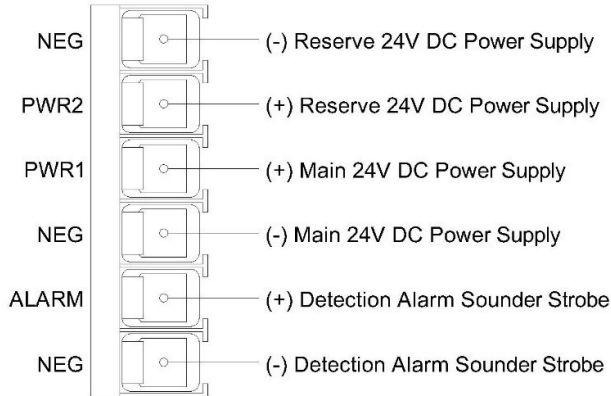 NEG (-) Reserve 24V DC Power Supply
PWR2 (+) Reserve 24V DC Power Supply
PWR1 (+) Main 24V DC Power Supply
NEG (-) Main 24V DC Power Supply
ALARM (+) Detection Alarm Sounder Strobe
NEG (-) Detection Alarm Sounder Strobe